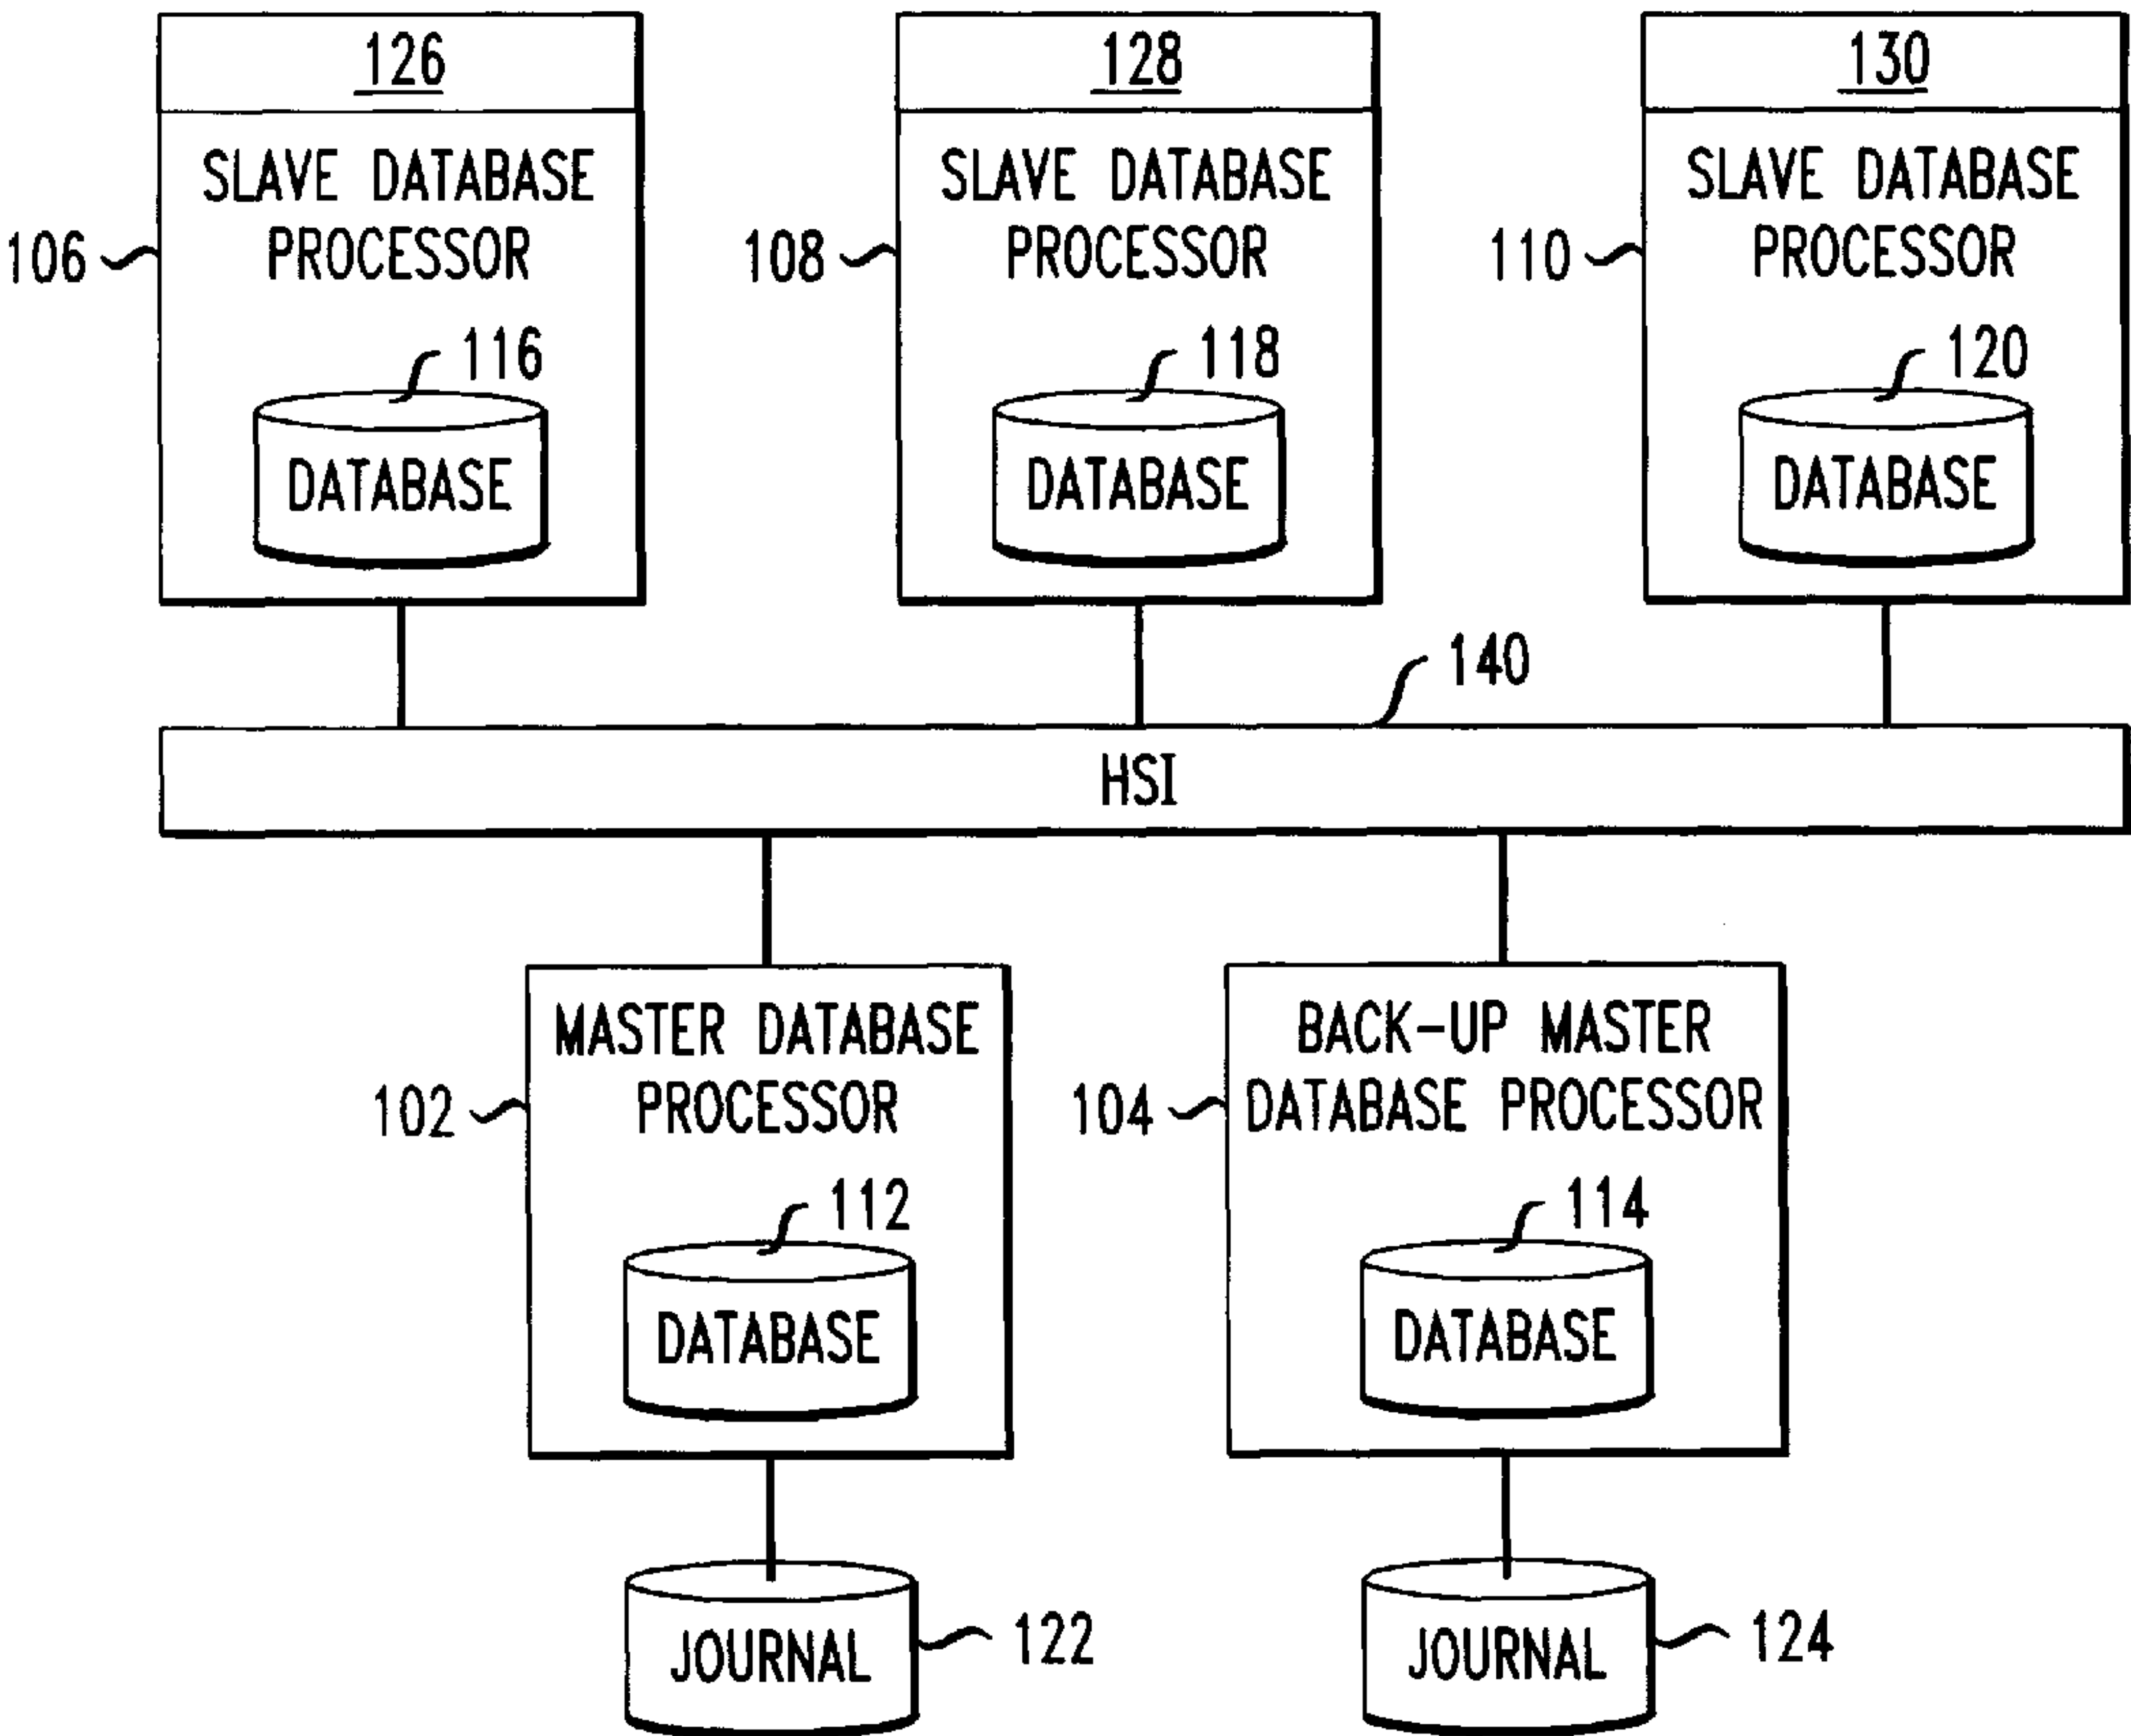 126
128
130
SLAVE DATABASE
PROCESSOR
SLAVE DATABASE
PROCESSOR
SLAVE DATABASE
PROCESSOR
106
108
110
116
118
120
DATABASE
DATABASE
DATABASE
140
HSI
MASTER DATABASE
PROCESSOR
BACK-UP MASTER
DATABASE PROCESSOR
102
104
112
114
DATABASE
DATABASE
JOURNAL
122
JOURNAL
124